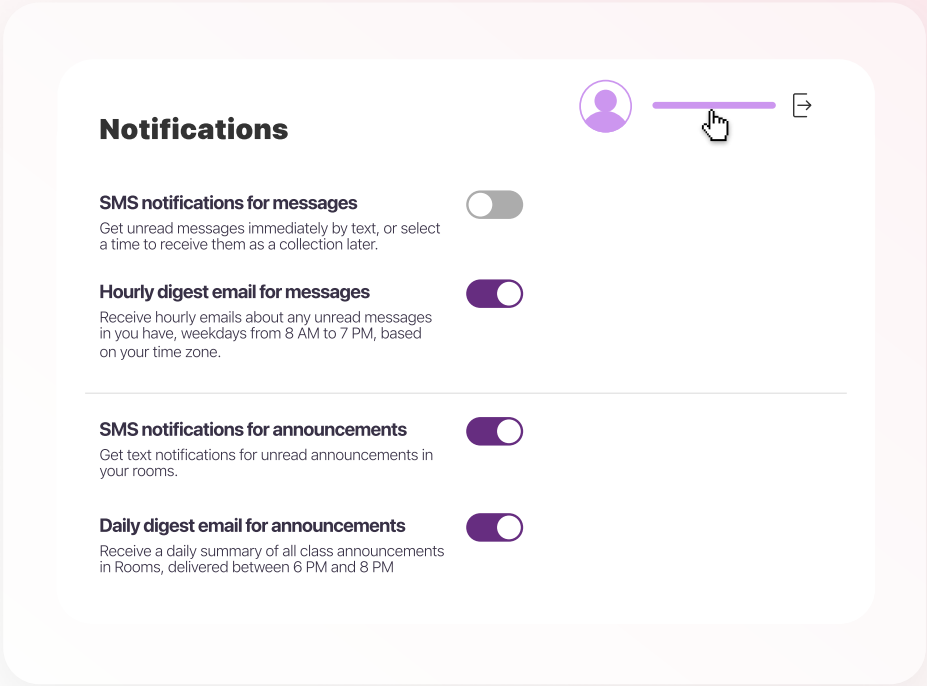 Notifications
SMS notifications for messages
Get unread messages immediately by text, or select
a time to receive them as a collection later.
Hourly digest email for messages
Receive hourly emails about any unread messages
in you have, weekdays from 8 AM to 7 PM, based
on your time zone.
SMS notifications for announcements
Get text notifications for unread announcements in
your rooms.
Daily digest email for announcements
Receive a daily summary of all class announcements
in Rooms, delivered between 6 PM and 8 PM